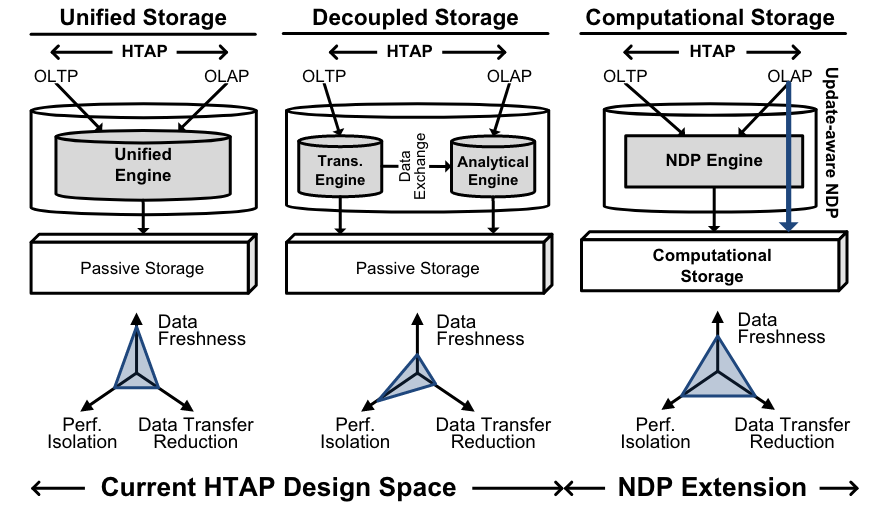 Unified Storage
HTAP
OLTP
OLAP
Unified
Engine
Passive Storage
Data
Freshness
Perf.
Isolation
Data Transfer
Reduction
Decoupled Storage
HTAP
OLTP
OLAP
Trans.
Engine
Data
Exchange
Analytical
Engine
Passive Storage
Data
Freshness
Perf.
Isolation
Data Transfer
Reduction
Computational Storage
HTAP
OLTP
OLAP
Update-aware NDP
NDP Engine
Computational
Storage
Data
Freshness
Perf.
Isolation
Data Transfer
Reduction
Current HTAP Design Space
NDP Extension